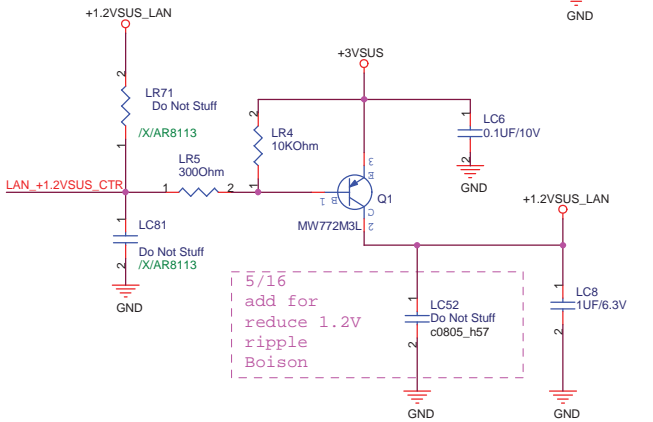 GND
+1.2VSUS_LAN
+3VSUS
2
LR71
Do Not Stuff
/X/AR8113
1
2
LR4
10KOhm
1
LC6
0.1UF/10V
2
GND
LAN_+1.2VSUS_CTR
LR5
300Ohm
1
2
1
B
3
E
Q1
C
2
MW772M3L
+1.2VSUS_LAN
1
LC81
Do Not Stuff
/X/AR8113
2
GND
5/16
add for
reduce 1.2V
ripple
Boison
1
LC52
Do Not Stuff
c0805_h57
2
GND
1
LC8
1UF/6.3V
2
GND